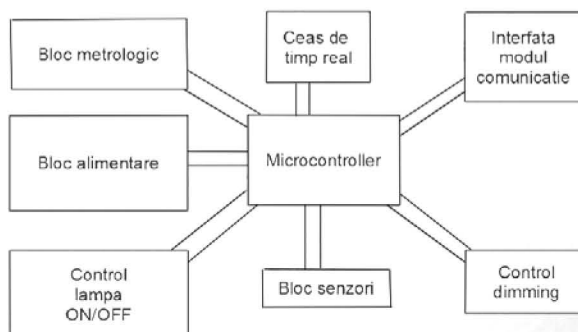 Bloc metrologic
Ceas de
timp real
Interfata
modul
comunicatie
Bloc alimentare
Microcontroller
Control
lampa
ON/OFF
Bloc senzori
Control
dimming